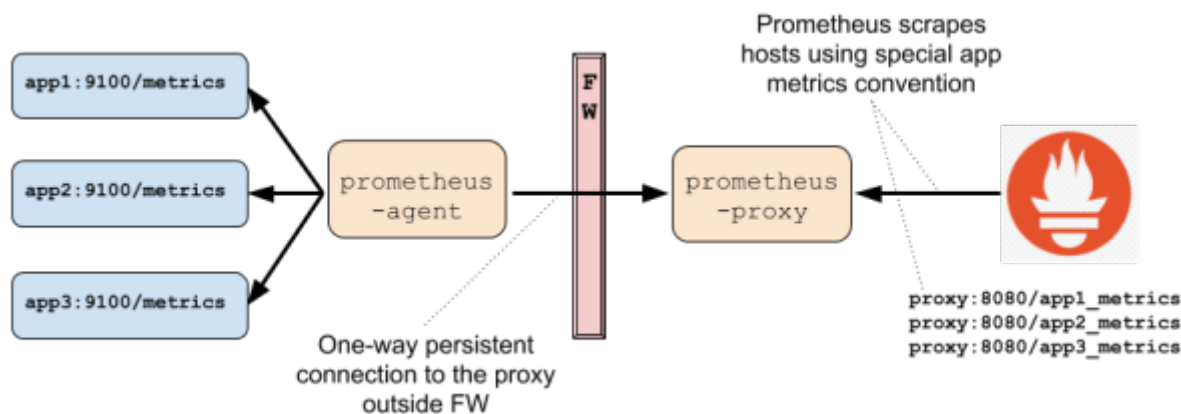 app1:9100/metrics
app2:9100/metrics
app3:9100/metrics
prometheus
-agent
F
W
One-way persistent
connection to the proxy
outside FW
prometheus
-proxy
Prometheus scrapes
hosts using special app
metrics convention
proxy:8080/app1_metrics
proxy:8080/app2_metrics
proxy:8080/app3_metrics